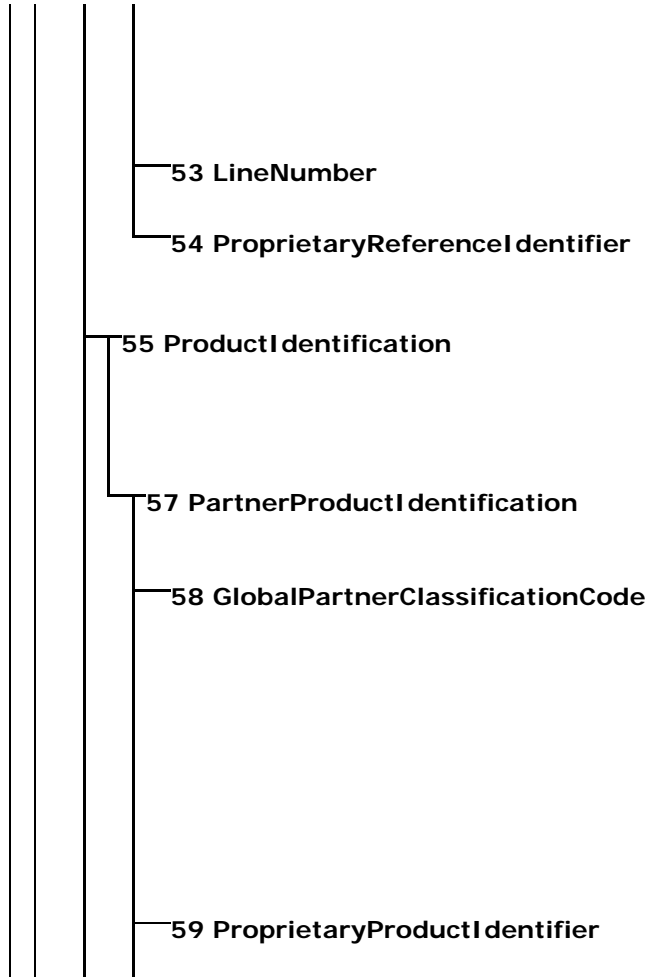 53 LineNumber
54 ProprietaryReferenceIdentifier
55 ProductIdentification
57 PartnerProductIdentification
58 GlobalPartnerClassificationCode
59 ProprietaryProductIdentifier